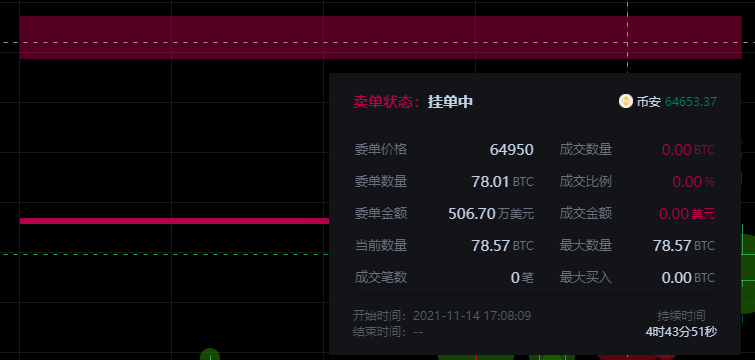 卖单状态：挂单中 币安 64653.37
委单价格 64950 成交数量 0.00 BTC
委单数量 78.01 BTC 成交比例 0.00 %
委单金额 506.70 万美元 成交金额 0.00 美元
当前数量 78.57 BTC 最大数量 78.57 BTC
成交笔数 0 笔 最大买入 0.00 BTC
开始时间：2021-11-14 17:08:09 持续时间
结束时间：-- 4时43分51秒